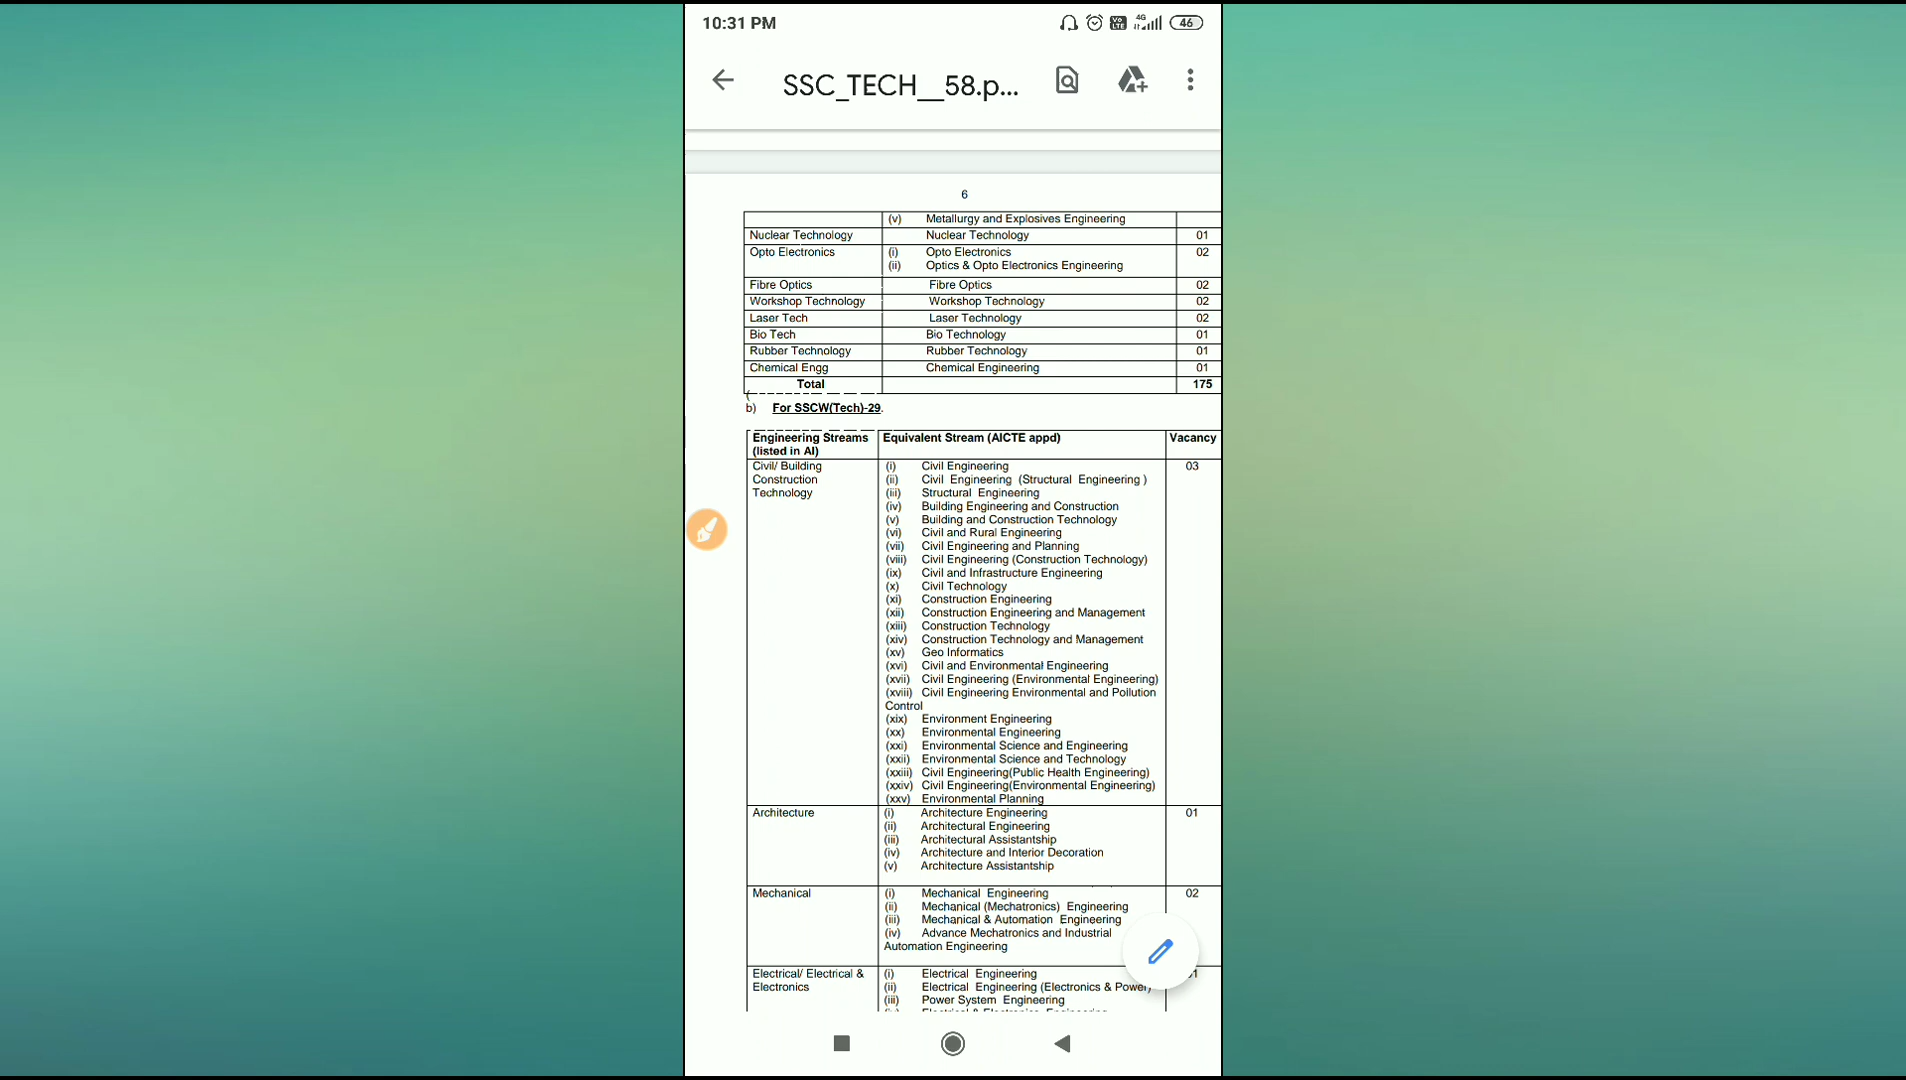 10:31 PM
Vo LTE 4G 46
SSC_TECH__58.p...
6
(v) Metallurgy and Explosives Engineering
Nuclear Technology Nuclear Technology 01
Opto Electronics (i) Opto Electronics 02
(ii) Optics & Opto Electronics Engineering
Fibre Optics Fibre Optics 02
Workshop Technology Workshop Technology 02
Laser Tech Laser Technology 02
Bio Tech Bio Technology 01
Rubber Technology Rubber Technology 01
Chemical Engg Chemical Engineering 01
Total 175
(
b) For SSCW(Tech)-29.
Engineering Streams Equivalent Stream (AICTE appd) Vacancy
(listed in AI)
Civil/ Building (i) Civil Engineering 03
Construction (ii) Civil Engineering (Structural Engineering )
Technology (iii) Structural Engineering
(iv) Building Engineering and Construction
(v) Building and Construction Technology
(vi) Civil and Rural Engineering
(vii) Civil Engineering and Planning
(viii) Civil Engineering (Construction Technology)
(ix) Civil and Infrastructure Engineering
(x) Civil Technology
(xi) Construction Engineering
(xii) Construction Engineering and Management
(xiii) Construction Technology
(xiv) Construction Technology and Management
(xv) Geo Informatics
(xvi) Civil and Environmental Engineering
(xvii) Civil Engineering (Environmental Engineering)
(xviii) Civil Engineering Environmental and Pollution
Control
(xix) Environment Engineering
(xx) Environmental Engineering
(xxi) Environmental Science and Engineering
(xxii) Environmental Science and Technology
(xxiii) Civil Engineering(Public Health Engineering)
(xxiv) Civil Engineering(Environmental Engineering)
(xxv) Environmental Planning
Architecture (i) Architecture Engineering 01
(ii) Architectural Engineering
(iii) Architectural Assistantship
(iv) Architecture and Interior Decoration
(v) Architecture Assistantship
Mechanical (i) Mechanical Engineering 02
(ii) Mechanical (Mechatronics) Engineering
(iii) Mechanical & Automation Engineering
(iv) Advance Mechatronics and Industrial
Automation Engineering
Electrical/ Electrical & (i) Electrical Engineering
Electronics (ii) Electrical Engineering (Electronics & Power)
(iii) Power System Engineering